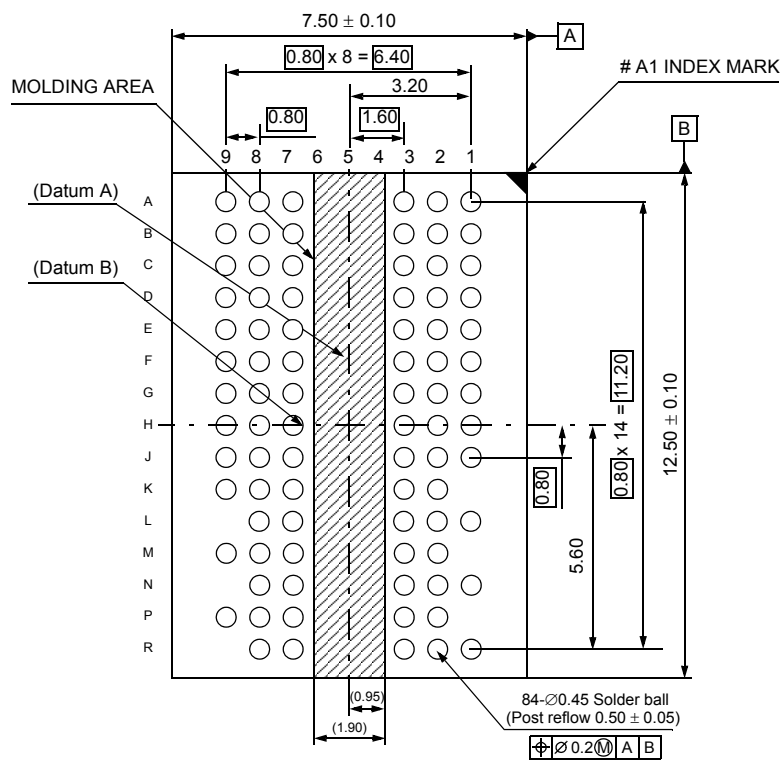 7.50 ± 0.10
A
0.80 x 8 = 6.40
# A1 INDEX MARK
3.20
MOLDING AREA
0.80
1.60
B
9 8 7 6 5 4 3 2 1
(Datum A)
(Datum B)
A
B
C
D
E
F
G
H
J
K
L
M
N
P
R
0.80 x 14 = 11.20
12.50 ± 0.10
0.80
5.60
(0.95)
(1.90)
84-∅0.45 Solder ball
(Post reflow 0.50 ± 0.05)
⌖ ∅ 0.2Ⓜ A B